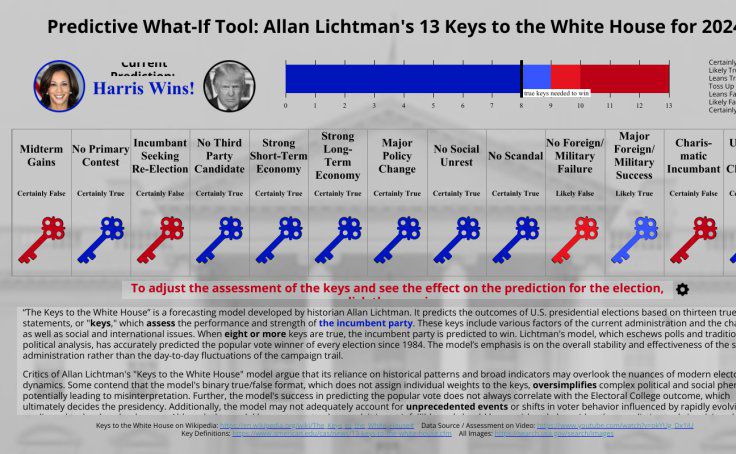 Predictive What-If Tool: Allan Lichtman's 13 Keys to the White House for 2024
Current
Prediction:
Harris Wins!
0 1 2 3 4 5 6 7 8 9 10 11 12 13
true keys needed to win
Certainly
Likely Tr
Leans Tr
Toss Up
Leans Fa
Likely Fa
Certainly
Midterm Gains
No Primary Contest
Incumbant Seeking Re-Election
No Third Party Candidate
Strong Short-Term Economy
Strong Long-Term Economy
Major Policy Change
No Social Unrest
No Scandal
No Foreign/ Military Failure
Major Foreign/ Military Success
Charis-matic Incumbant
Certainly False
Certainly True
Certainly False
Certainly True
Certainly True
Certainly True
Certainly True
Certainly True
Certainly True
Likely False
Likely True
Certainly False
To adjust the assessment of the keys and see the effect on the prediction for the election,
“The Keys to the White House” is a forecasting model developed by historian Allan Lichtman. It predicts the outcomes of U.S. presidential elections based on thirteen true
statements, or "keys," which assess the performance and strength of the incumbent party. These keys include various factors of the current administration and the cha
as well as social and international issues. When eight or more keys are true, the incumbent party is predicted to win. Lichtman's model, which eschews polls and traditio
political analysis, has accurately predicted the popular vote winner of every election since 1984. The model’s emphasis is on the overall stability and effectiveness of the s
administration rather than the day-to-day fluctuations of the campaign trail.
Critics of Allan Lichtman's "Keys to the White House" model argue that its reliance on historical patterns and broad indicators may overlook the nuances of modern electo
dynamics. Some contend that the model's binary true/false format, which does not assign individual weights to the keys, oversimplifies complex political and social phen
potentially leading to misinterpretation. Further, the model's success in predicting the popular vote does not always correlate with the Electoral College outcome, which
ultimately decides the presidency. Additionally, the model may not adequately account for unprecedented events or shifts in voter behavior influenced by rapidly evolvi
Keys to the White House on Wikipedia: https://en.wikipedia.org/wiki/The_Keys_to_the_White_House# Data Source / Assessment on Video:
Key Definitions: https://www.american.edu/cas/news/13-keys-to-the-white-house.cfm All Images: https://search.usa.gov/search/images